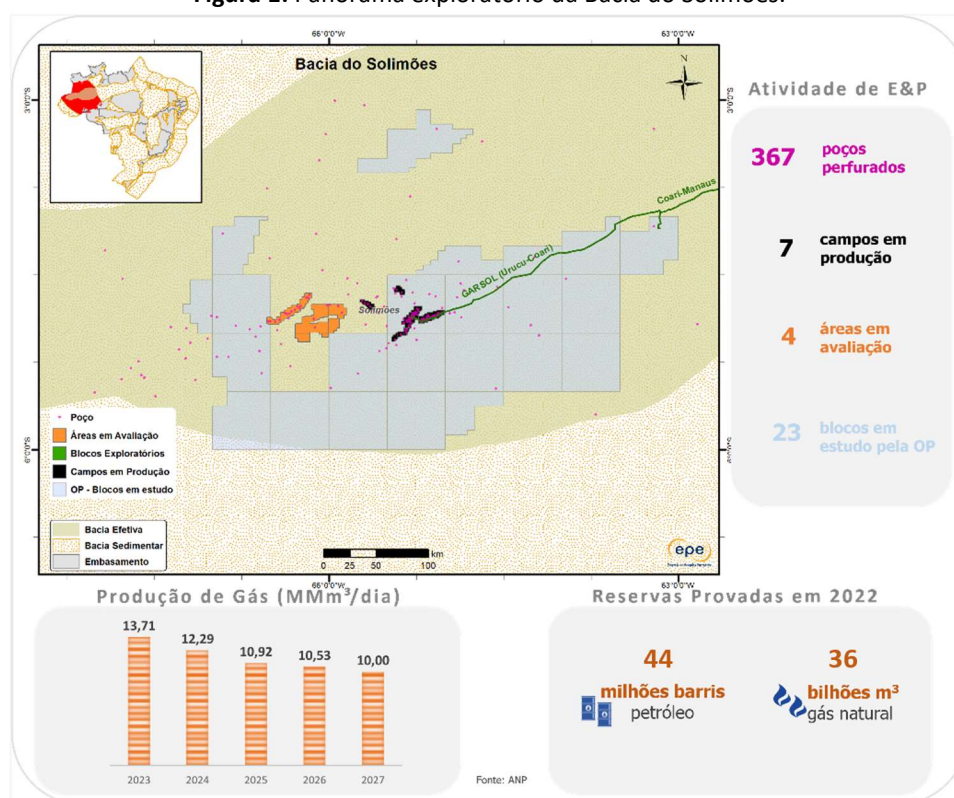 Figura 1. Panorama exploratório da Bacia do Solimões.
66°0'0"W
63°0'0"W
Bacia do Solimões
N
3°0'0"S
3°0'0"S
Coari-Manaus
GARSOL (Urucu-Coari)
Solimões
Poço
Áreas em Avaliação
Blocos Exploratórios
Campos em Produção
OP - Blocos em estudo
6°0'0"S
6°0'0"S
Bacia Efetiva
Bacia Sedimentar
Embasamento
km
0 25 50 100
epe
66°0'0"W
63°0'0"W
Atividade de E&P
367 poços
perfurados
7 campos em
produção
4 áreas em
avaliação
23 blocos em
estudo pela OP
Produção de Gás (MMm³/dia)
13,71
12,29
10,92
10,53
10,00
2023 2024 2025 2026 2027
Fonte: ANP
Reservas Provadas em 2022
44
milhões barris
petróleo
36
bilhões m³
gás natural